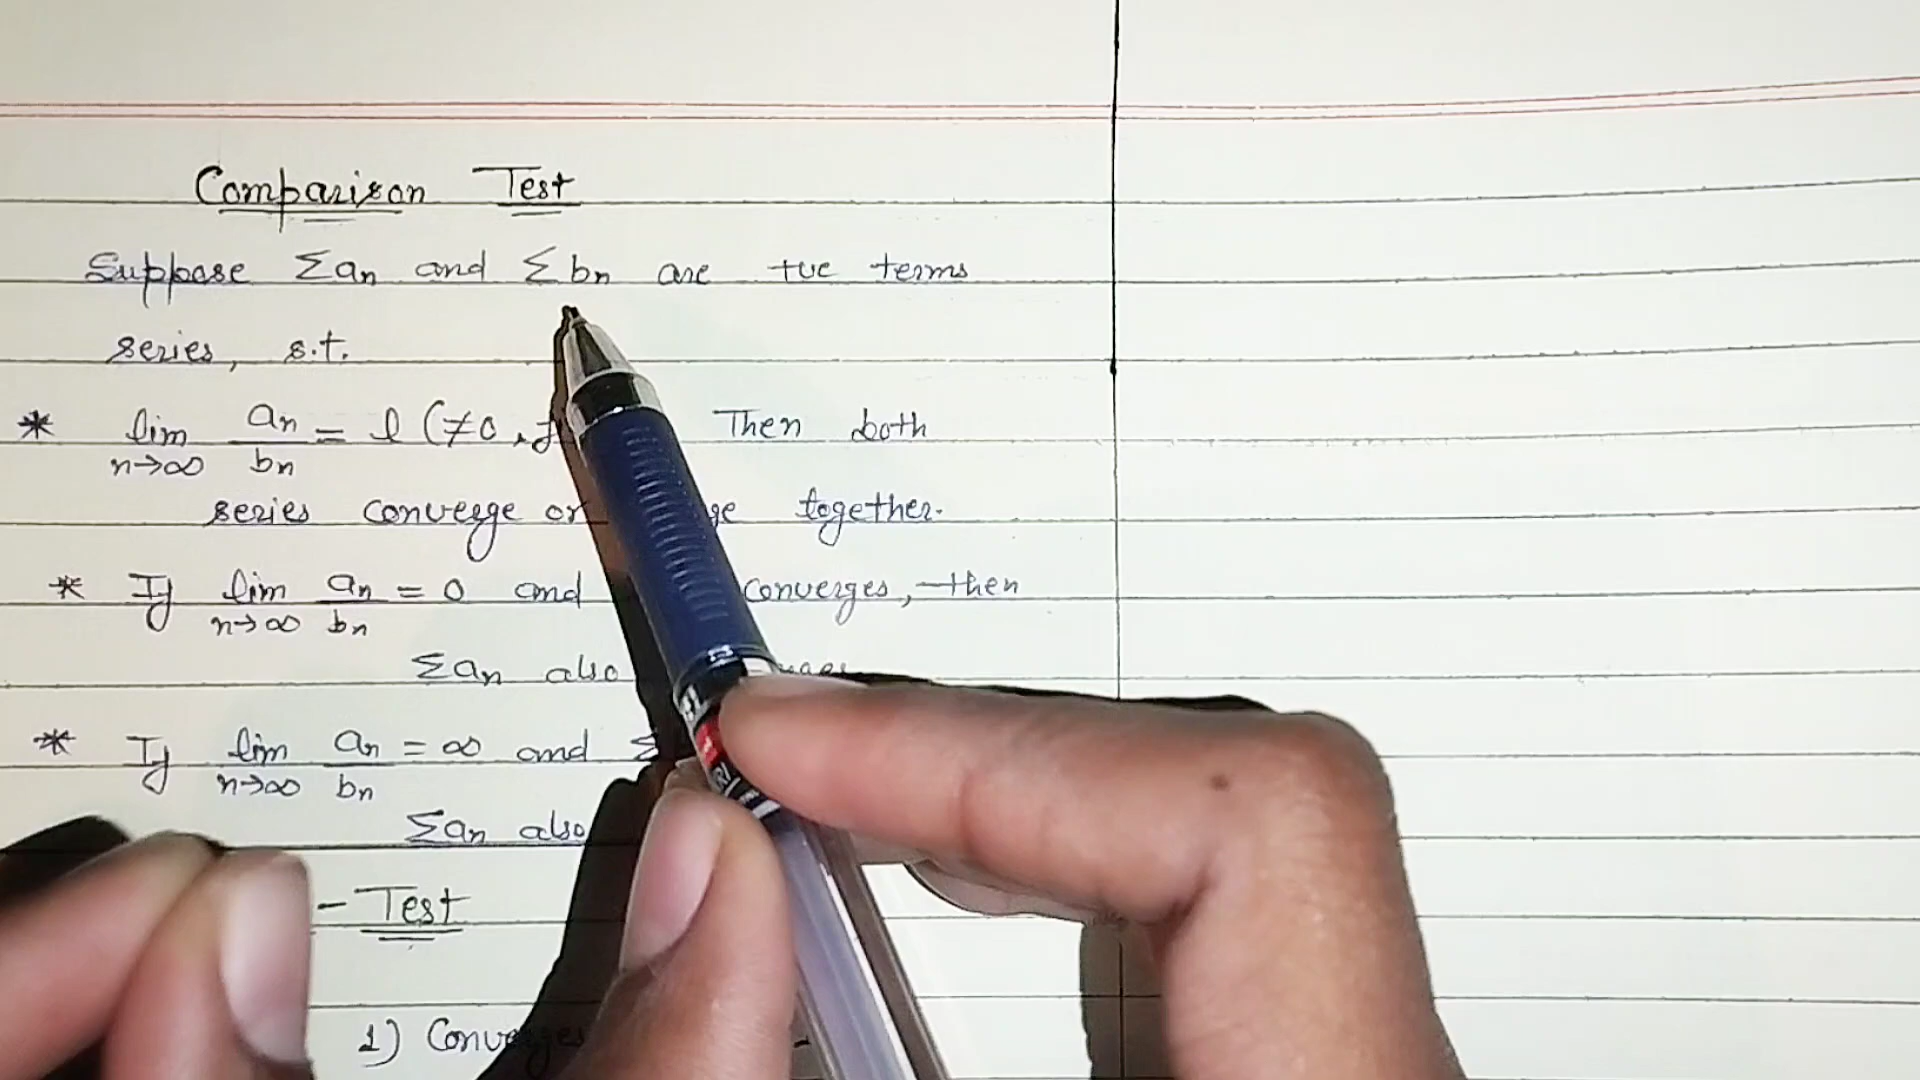 Comparison Test
Suppose Σan and Σbn are +ve terms
series, s.t.
* lim n→∞ an/bn = l (≠0, Then both
series converge or together.
* If lim n→∞ an/bn = 0 and converges, then
Σan also
* If lim n→∞ an/bn = ∞ and Σ
Σan also
- Test
1) Converges